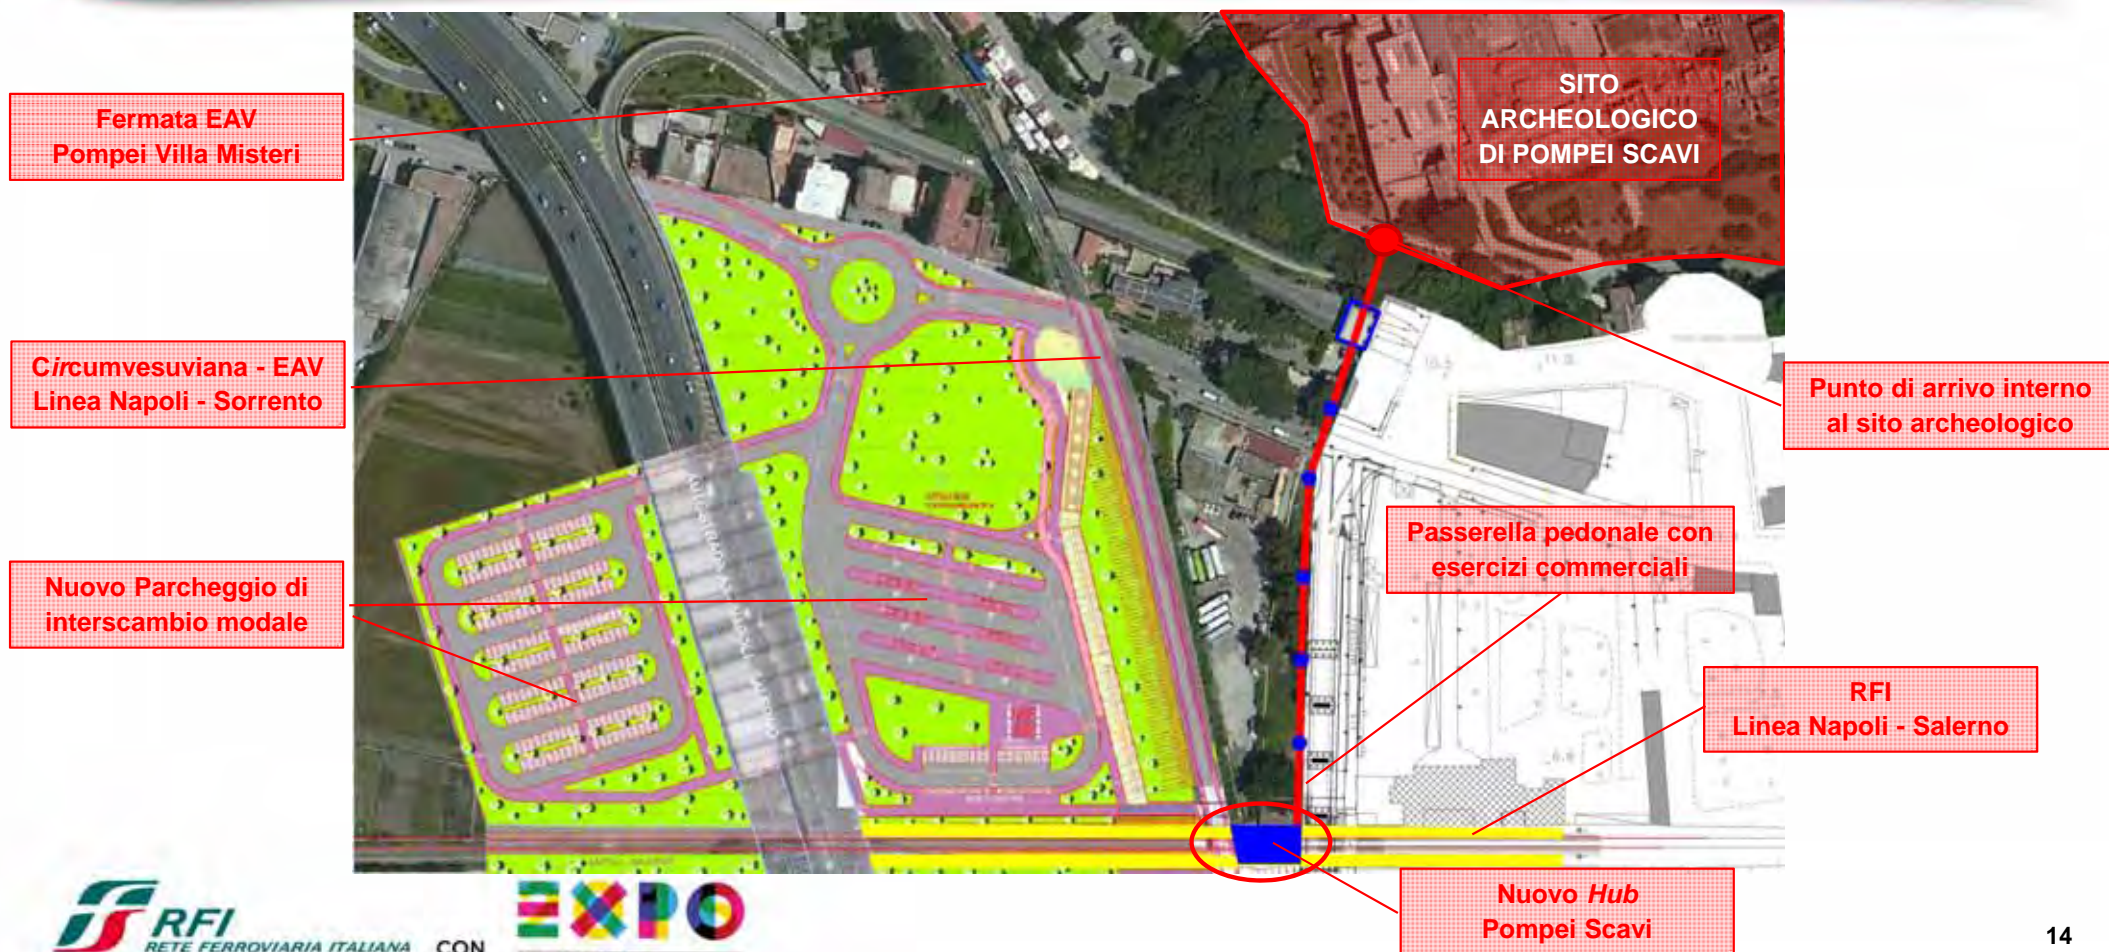 SITO
ARCHEOLOGICO
DI POMPEI SCAVI
Fermata EAV
Pompei Villa Misteri
Circumvesuviana - EAV
Linea Napoli - Sorrento
Punto di arrivo interno
al sito archeologico
Passerella pedonale con
esercizi commerciali
Nuovo Parcheggio di
interscambio modale
RFI
Linea Napoli - Salerno
Nuovo Hub
Pompei Scavi
RFI
RETE FERROVIARIA ITALIANA
CON
EXPO
14